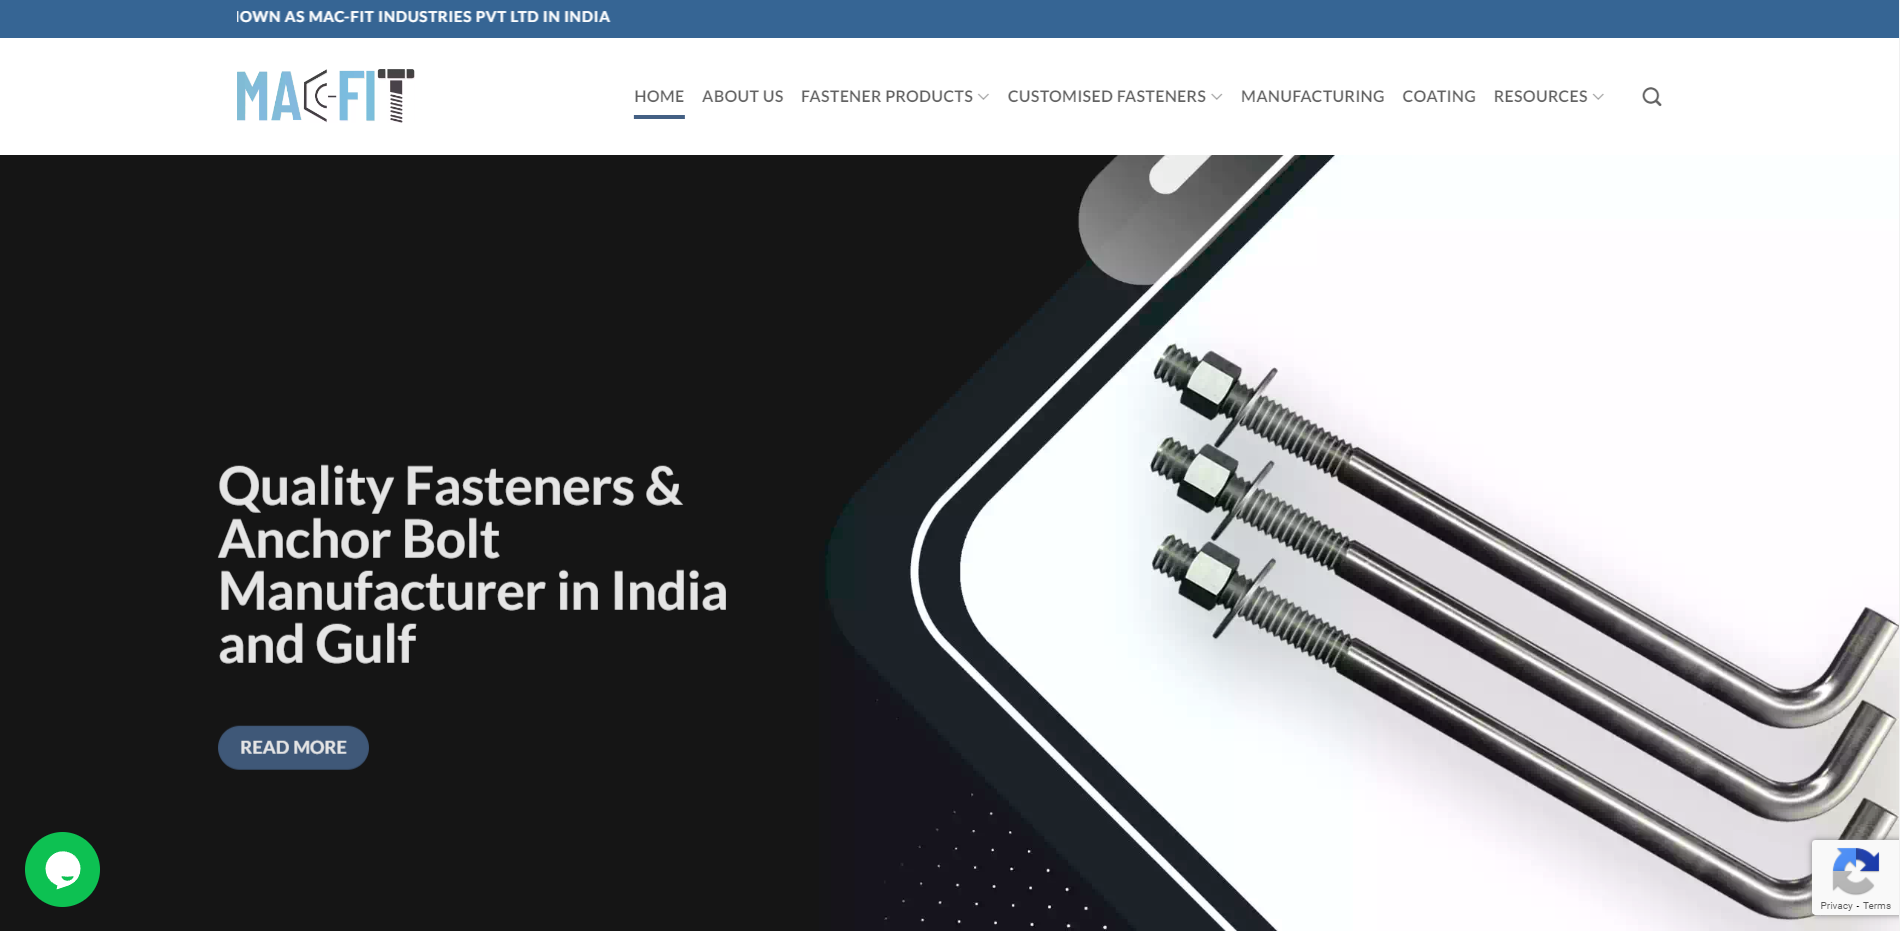 OWN AS MAC-FIT INDUSTRIES PVT LTD IN INDIA
MAC-FIT
HOME ABOUT US FASTENER PRODUCTS CUSTOMISED FASTENERS MANUFACTURING COATING RESOURCES
Quality Fasteners &
Anchor Bolt
Manufacturer in India
and Gulf
READ MORE
Privacy - Terms